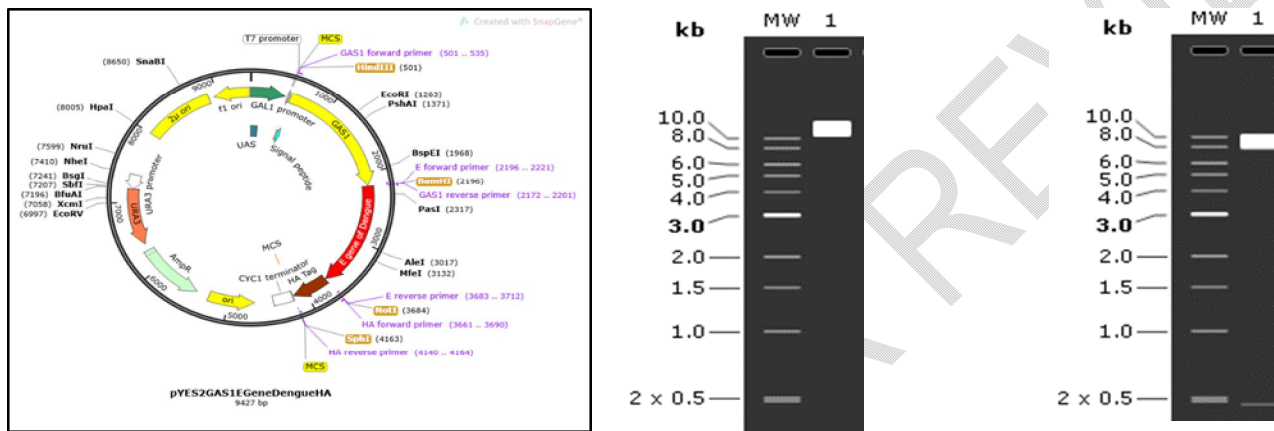 Created with SnapGene®
T7 promoter
MCS
GAS1 forward primer (501 .. 535)
HindIII (501)
(8650) SnaBI
EcoRI (1263)
PshAI (1371)
(8005) HpaI
BspEI (1968)
E forward primer (2196 .. 2221)
BamHI (2196)
GAS1 reverse primer (2172 .. 2201)
PasI (2317)
(7599) NruI
(7410) NheI
(7241) BsgI
(7207) SbfI
(7196) BfuAI
(7058) XcmI
(6997) EcoRV
AleI (3017)
MfeI (3132)
E reverse primer (3683 .. 3712)
NotI (3684)
HA forward primer (3661 .. 3690)
SphI (4163)
HA reverse primer (4140 .. 4164)
MCS
9000
1000
2000
3000
4000
5000
6000
7000
8000
2μ ori
f1 ori
GAL1 promoter
GAS1
UAS
Signal peptide
E gene of Dengue
HA Tag
CYC1 terminator
MCS
ori
AmpR
URA3
URA3 promoter
pYES2GAS1EGeneDengueHA
9427 bp
kb
MW 1
10.0
8.0
6.0
5.0
4.0
3.0
2.0
1.5
1.0
2 x 0.5
kb
MW 1
10.0
8.0
6.0
5.0
4.0
3.0
2.0
1.5
1.0
2 x 0.5